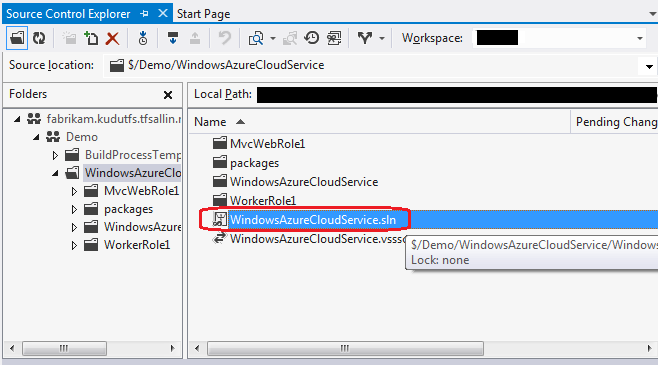 Source Control Explorer Start Page
Workspace:
Source Location: $/Demo/WindowsAzureCloudService
Folders
Local Path:
fabrikam.kudutfs.tfsallin.r
Demo
BuildProcessTemp
WindowsAzureClo
MvcWebRole1
packages
WindowsAzure
WorkerRole1
Name Pending Chang
MvcWebRole1
packages
WindowsAzureCloudService
WorkerRole1
WindowsAzureCloudService.sln
WindowsAzureCloudService.vsssc
$/Demo/WindowsAzureCloudService/Windows
Lock: none